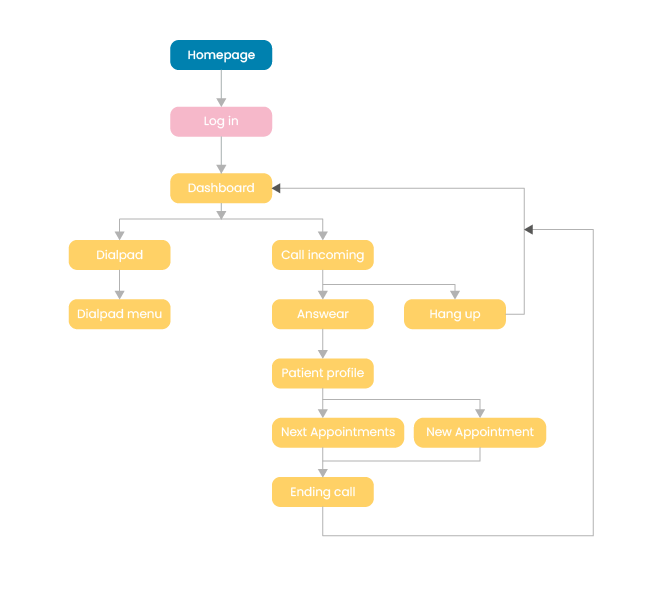 Homepage
Log in
Dashboard
Dialpad
Call incoming
Dialpad menu
Answear
Hang up
Patient profile
Next Appointments
New Appointment
Ending call